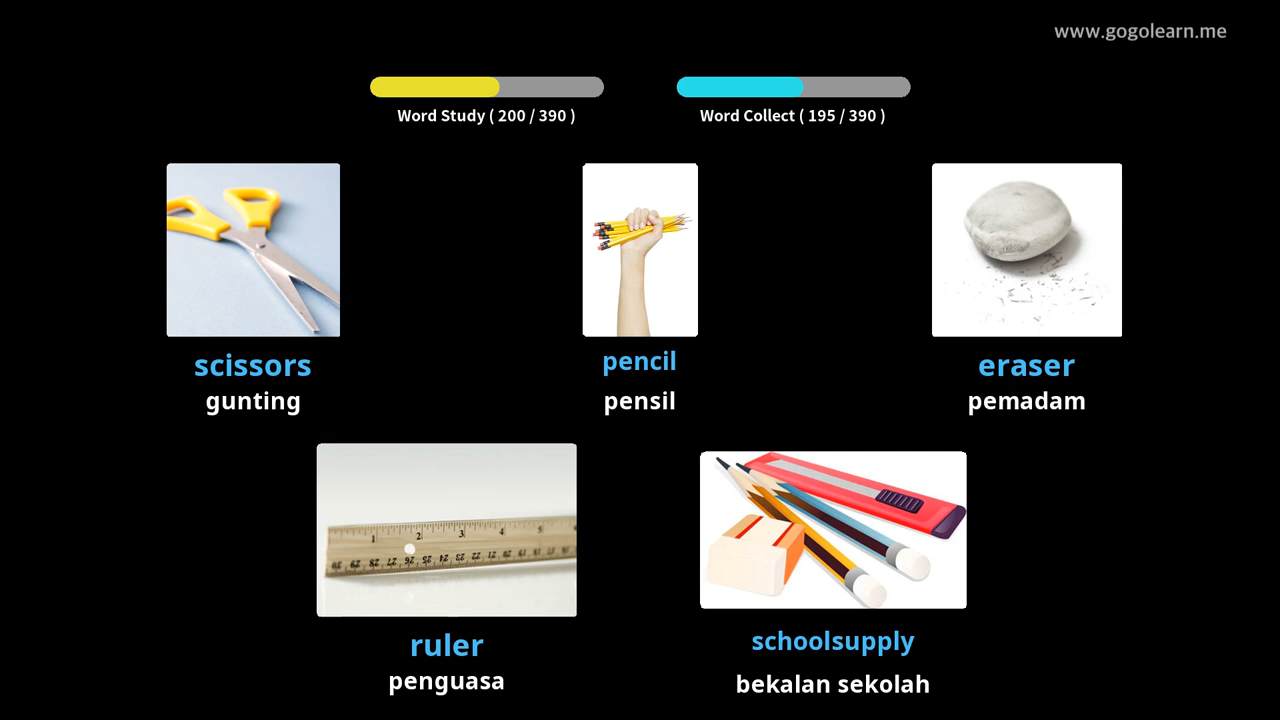 www.gogolearn.me
Word Study ( 200 / 390 )
Word Collect ( 195 / 390 )
scissors
gunting
pencil
pensil
eraser
pemadam
ruler
penguasa
schoolsupply
bekalan sekolah